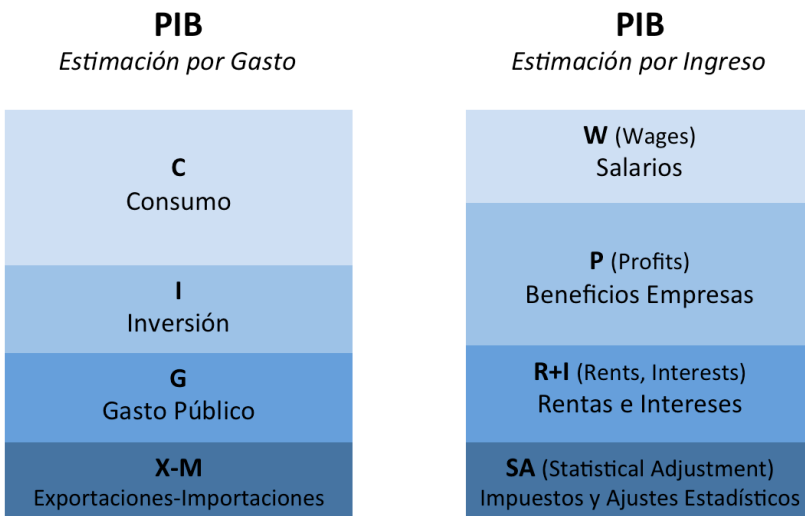 PIB
Estimación por Gasto
C
Consumo
I
Inversión
G
Gasto Público
X-M
Exportaciones-Importaciones
PIB
Estimación por Ingreso
W (Wages)
Salarios
P (Profits)
Beneficios Empresas
R+I (Rents, Interests)
Rentas e Intereses
SA (Statistical Adjustment)
Impuestos y Ajustes Estadísticos